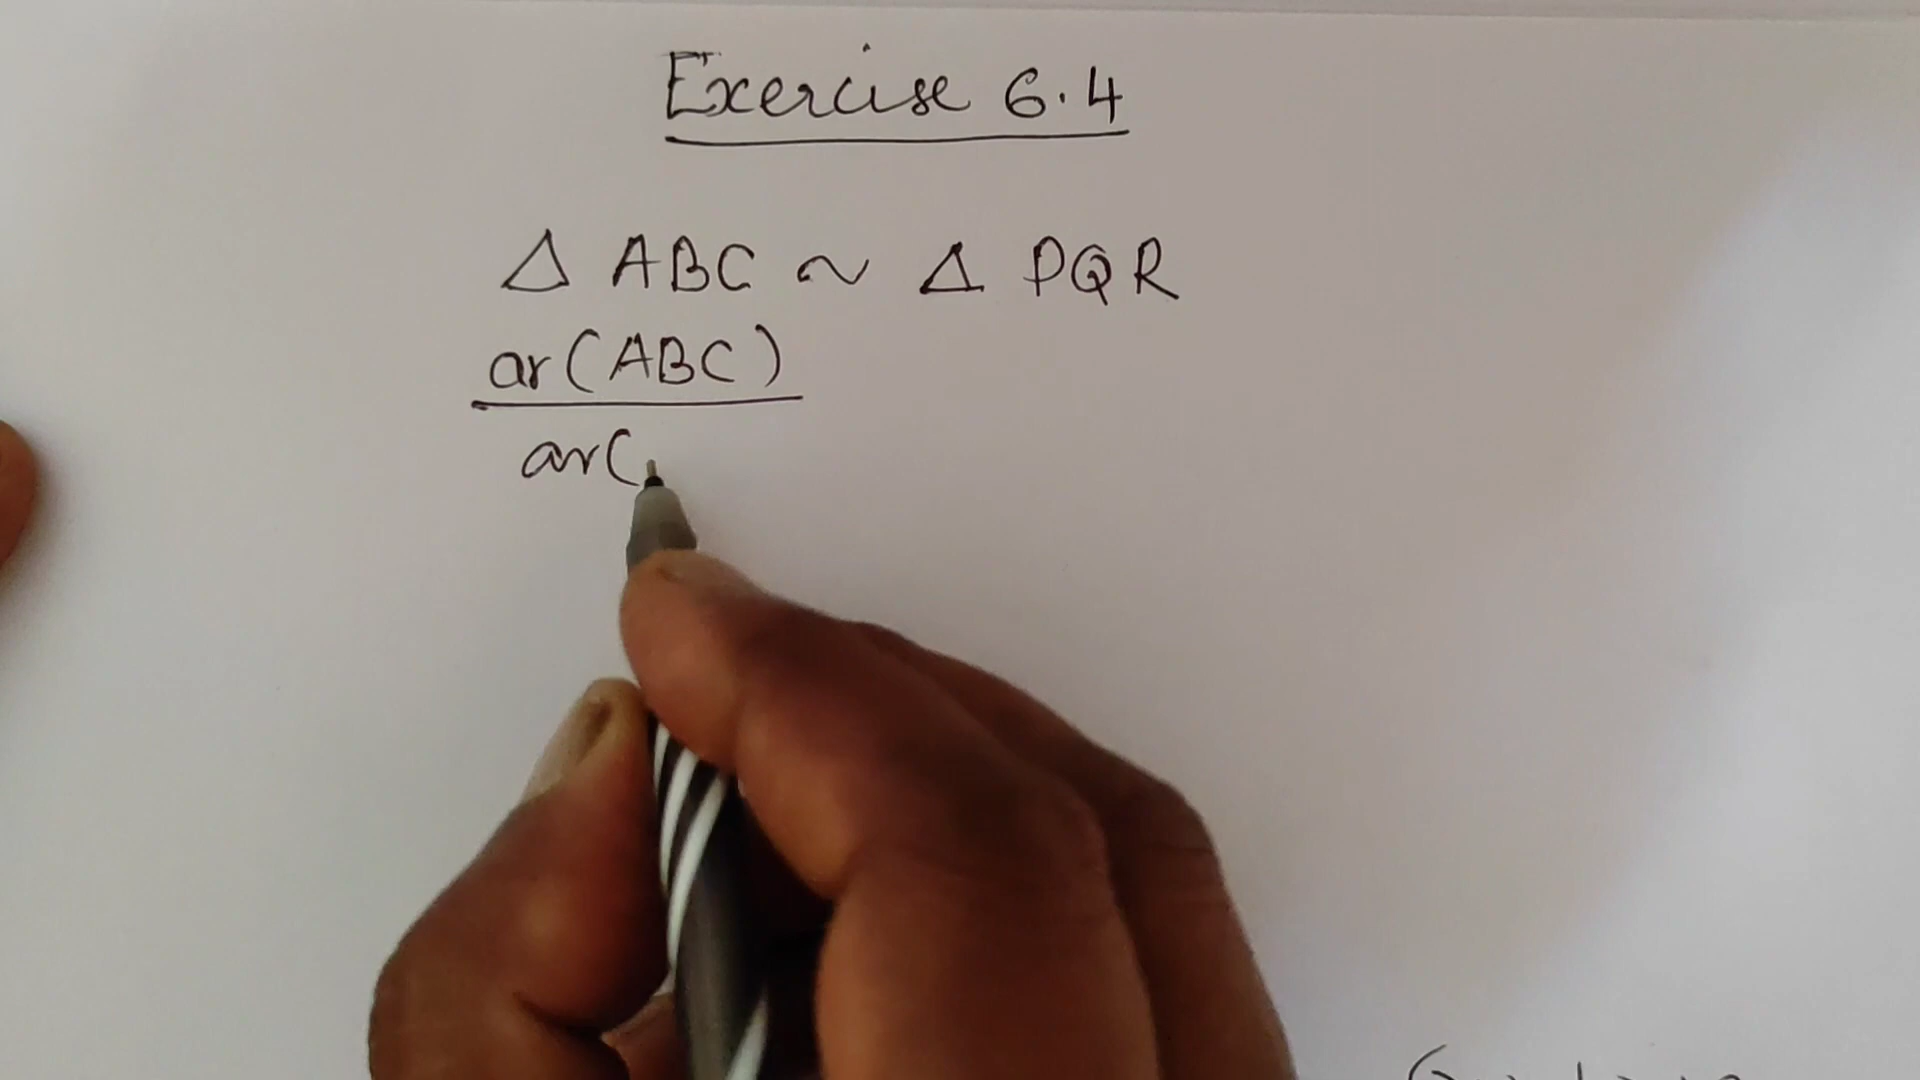 Exercise 6.4
△ ABC ~ △ PQR
ar(ABC)
ar(